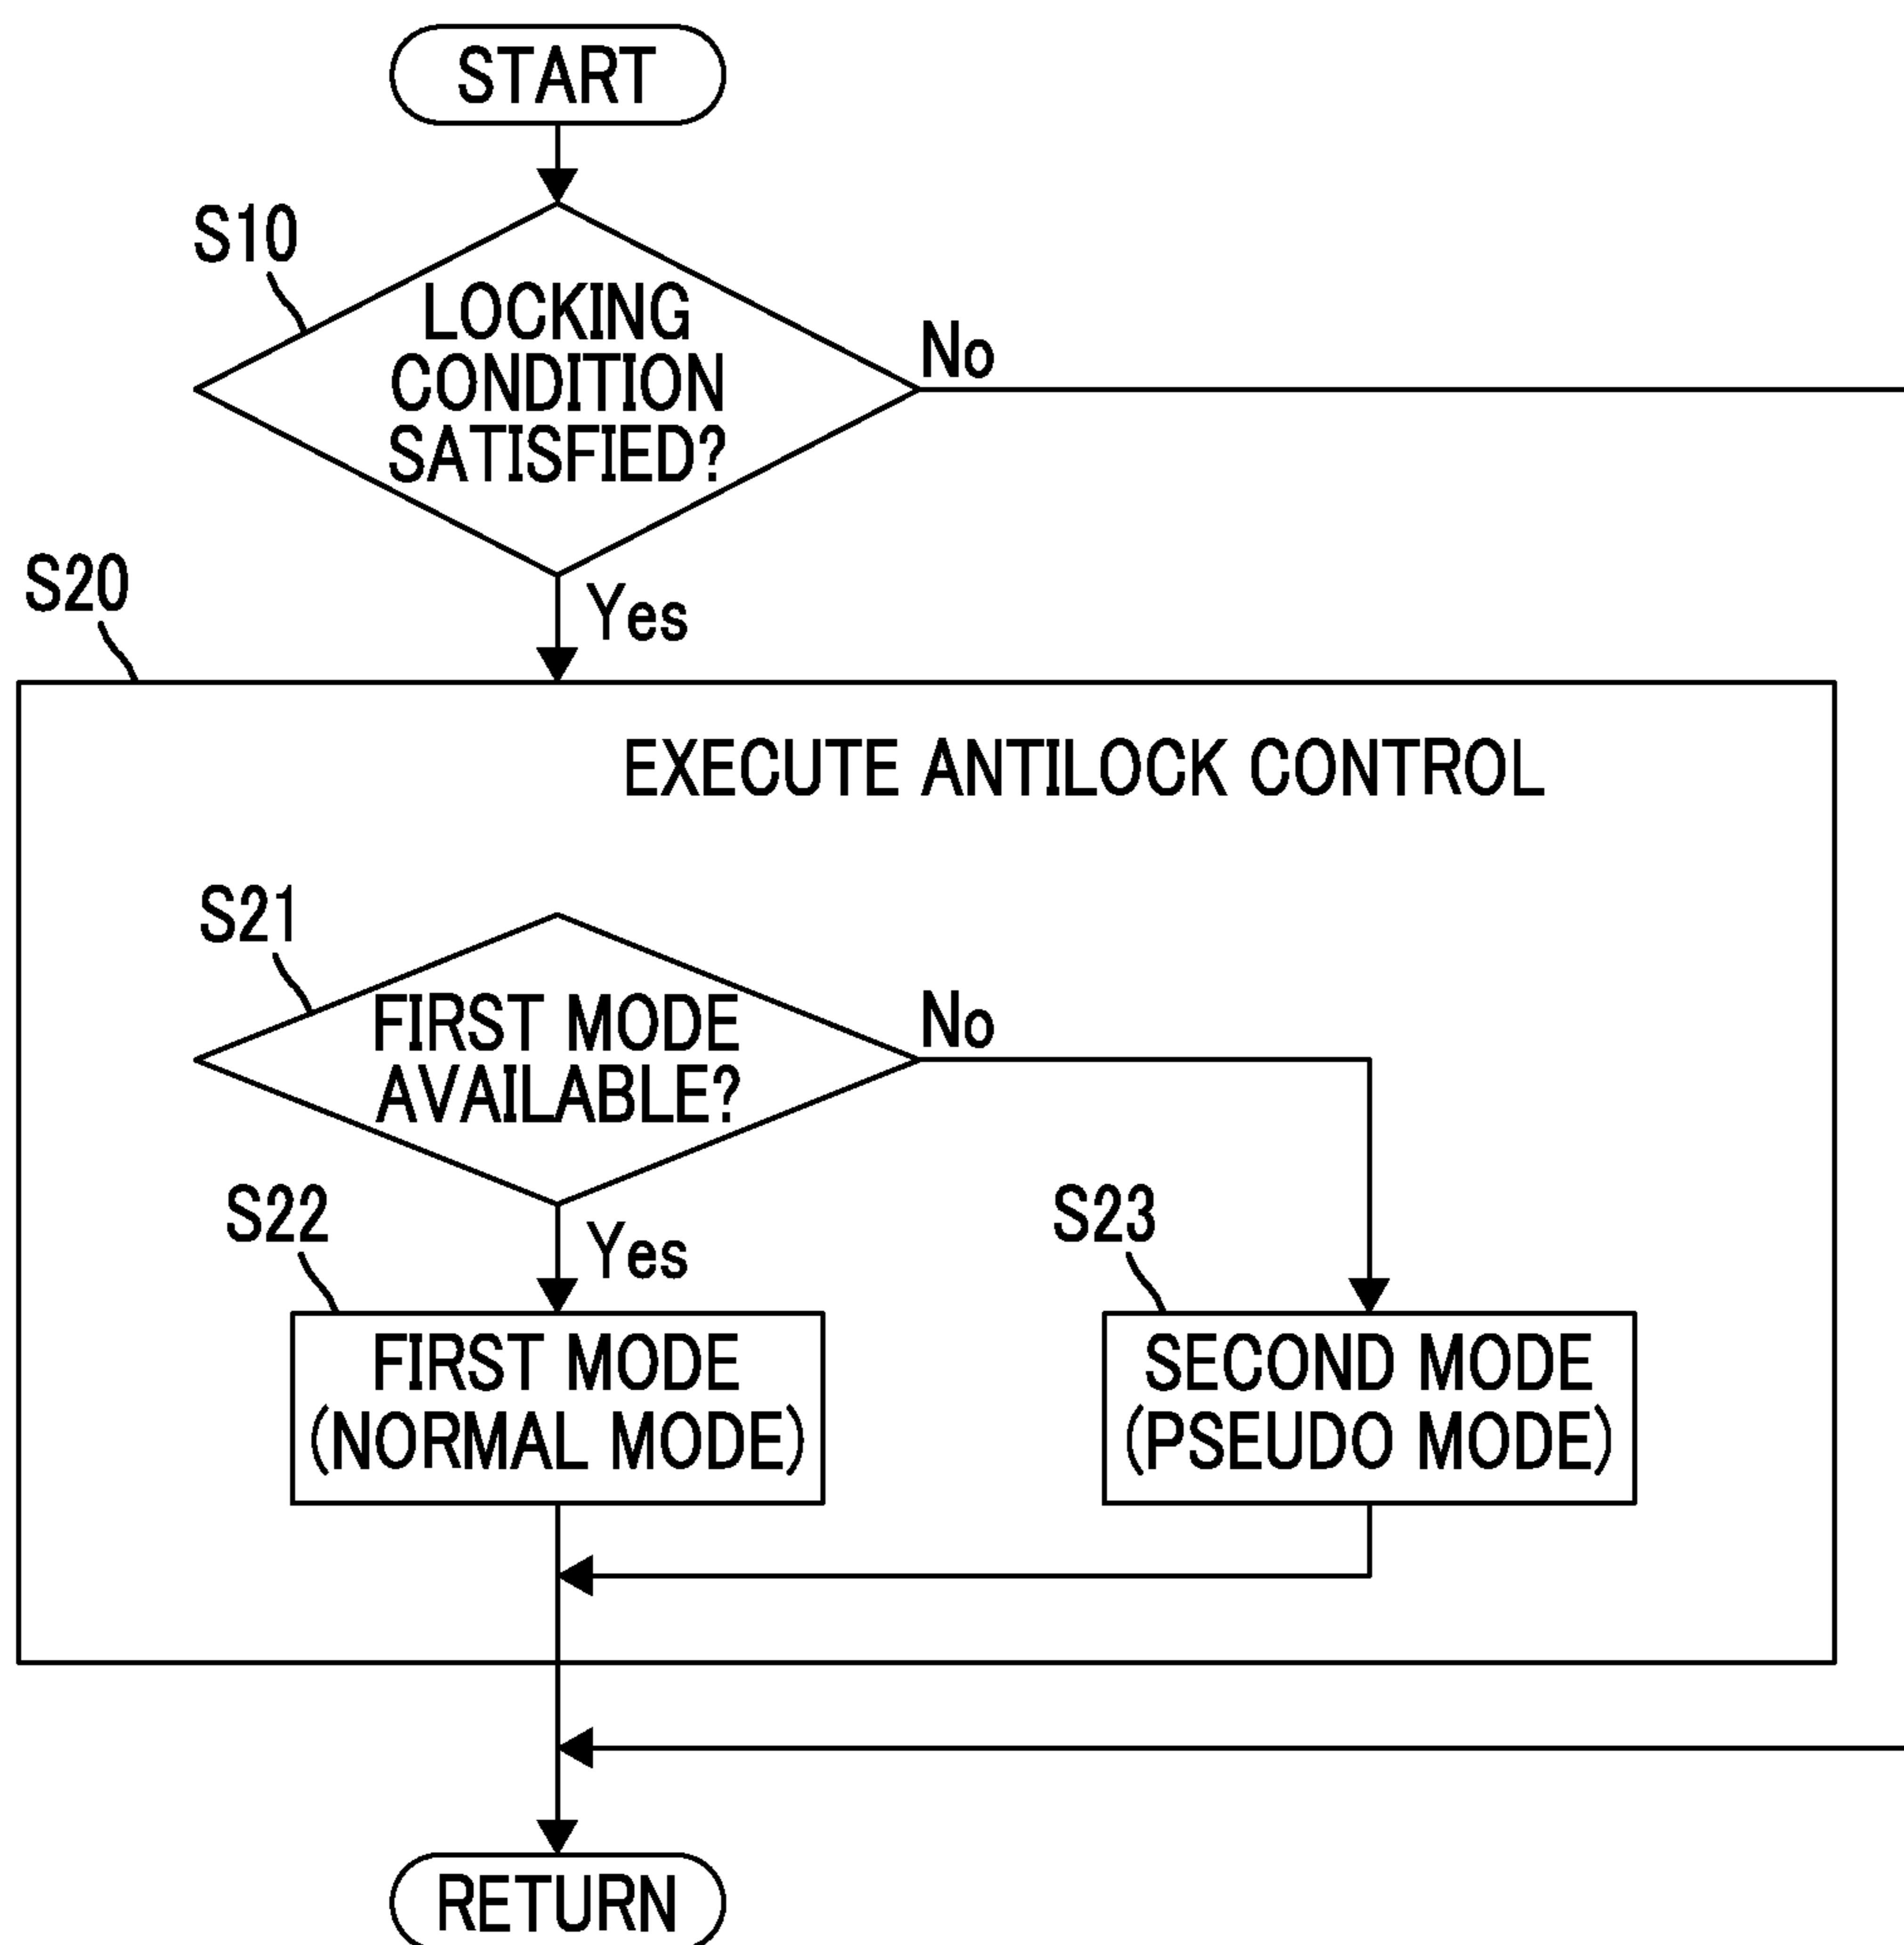 START
S10
LOCKING
CONDITION
SATISFIED?
No
Yes
S20
EXECUTE ANTILOCK CONTROL
S21
FIRST MODE
AVAILABLE?
No
Yes
S22
FIRST MODE
(NORMAL MODE)
S23
SECOND MODE
(PSEUDO MODE)
RETURN